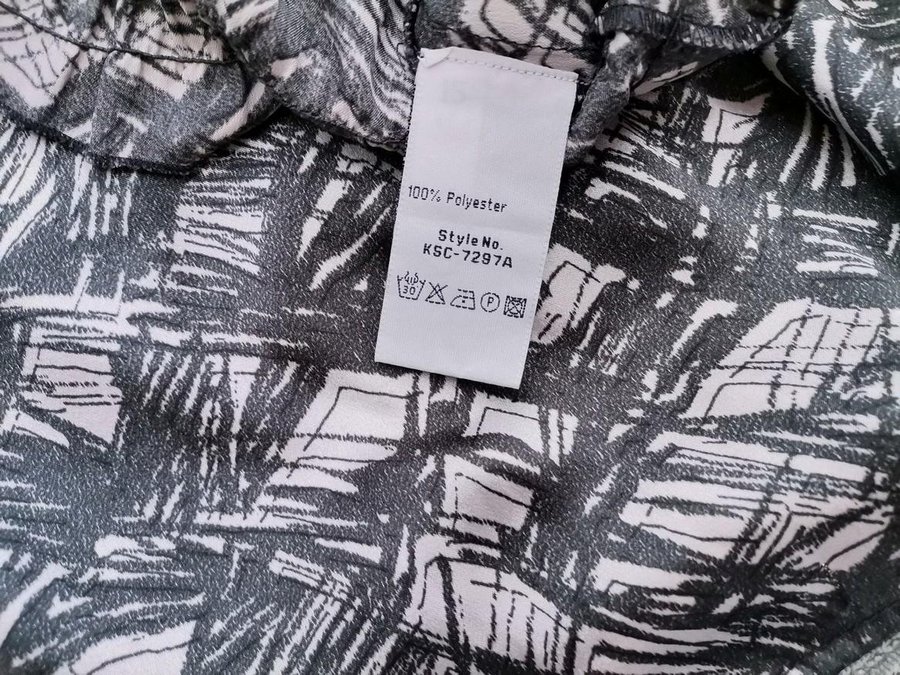 100% Polyester
Style No.
KSC-7297A
30
P